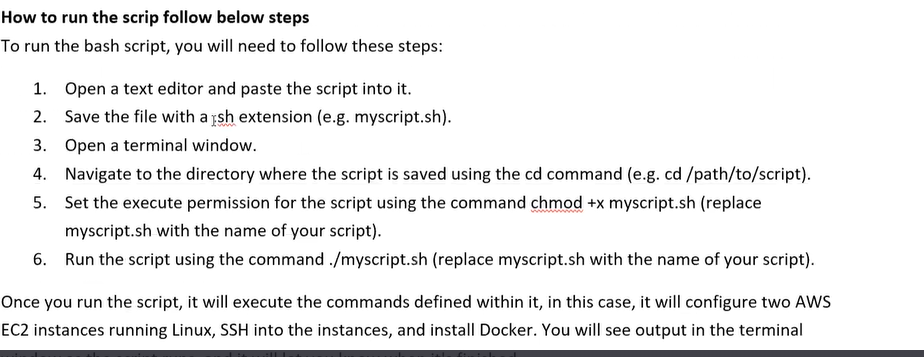 How to run the scrip follow below steps
To run the bash script, you will need to follow these steps:
1. Open a text editor and paste the script into it.
2. Save the file with a .sh extension (e.g. myscript.sh).
3. Open a terminal window.
4. Navigate to the directory where the script is saved using the cd command (e.g. cd /path/to/script).
5. Set the execute permission for the script using the command chmod +x myscript.sh (replace
myscript.sh with the name of your script).
6. Run the script using the command ./myscript.sh (replace myscript.sh with the name of your script).
Once you run the script, it will execute the commands defined within it, in this case, it will configure two AWS
EC2 instances running Linux, SSH into the instances, and install Docker. You will see output in the terminal